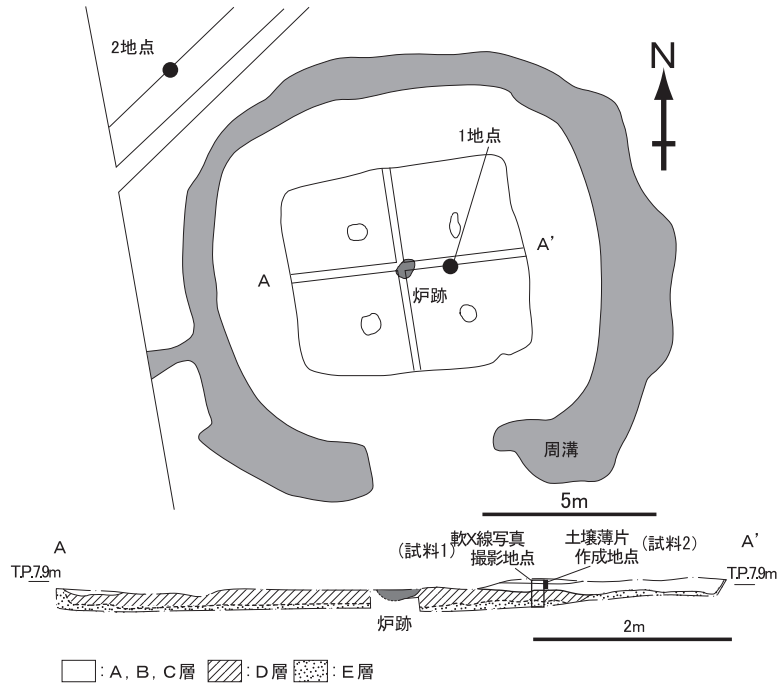 N
2地点
1地点
A
A’
炉跡
周溝
5m
A
(試料1)
軟X線写真
撮影地点
土壌薄片
作成地点
(試料2)
A’
T.P.7.9m
T.P.7.9m
炉跡
2m
:A, B, C層
:D層
:E層